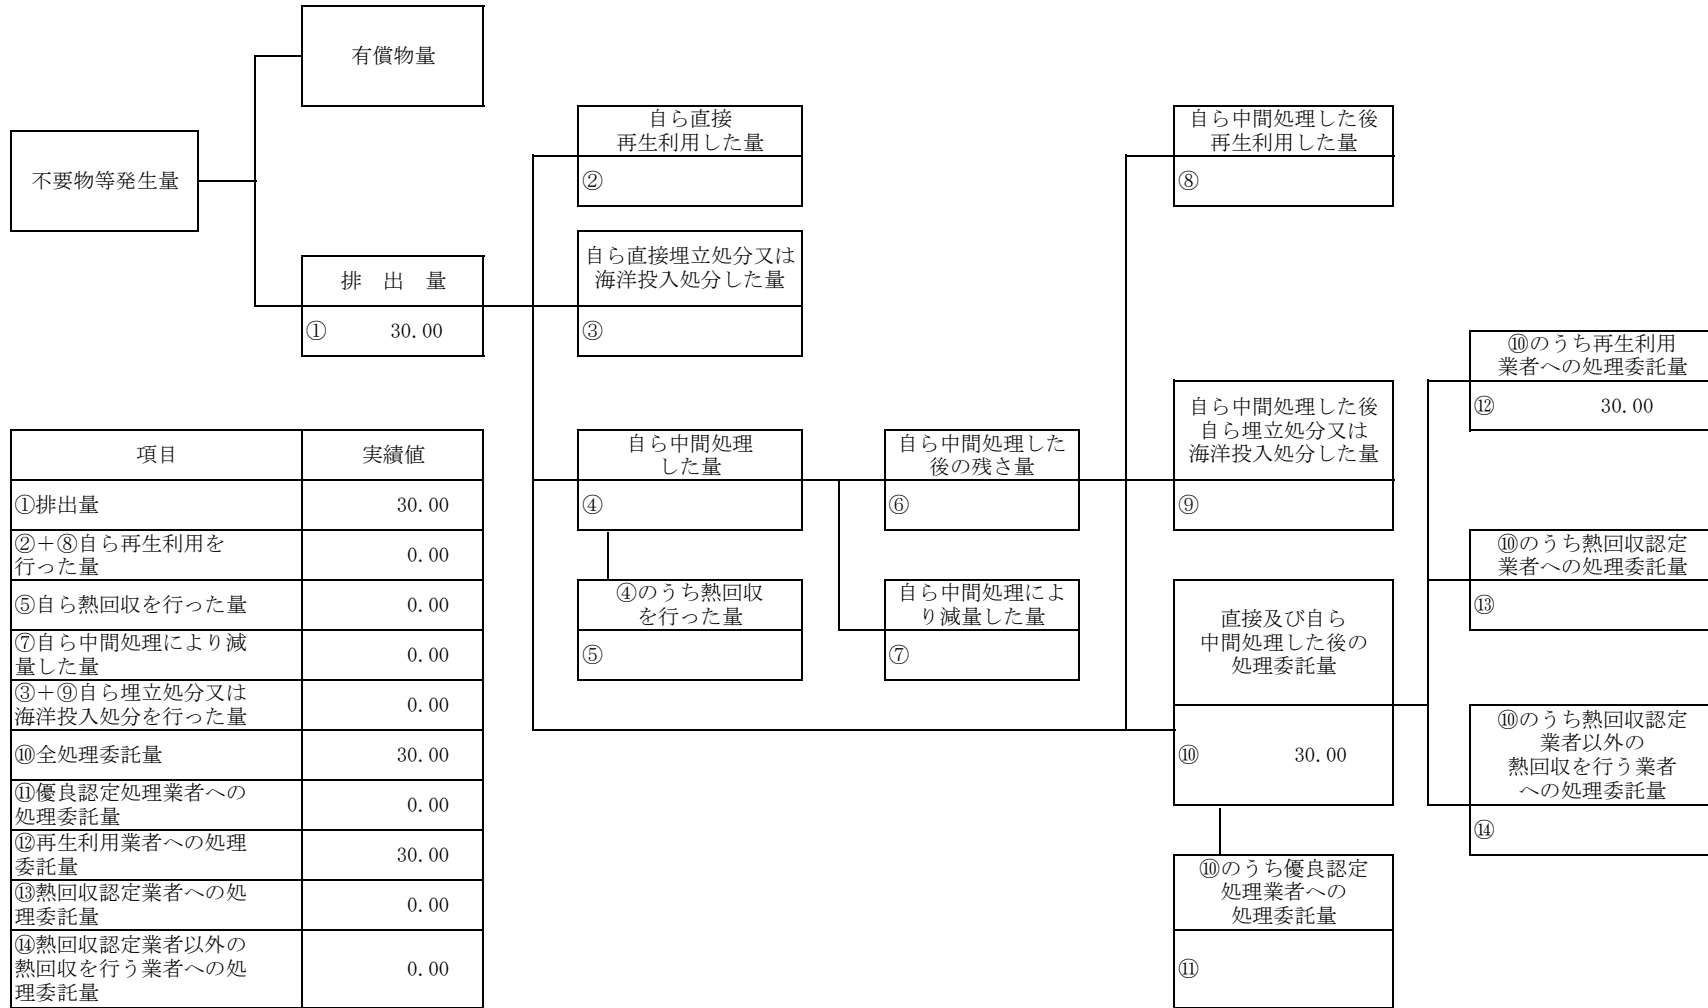 有償物量
不要物等発生量
排　出　量
① 30.00
自ら直接
再生利用した量
②
自ら直接埋立処分又は
海洋投入処分した量
③
自ら中間処理
した量
④
④のうち熱回収
を行った量
⑤
自ら中間処理した
後の残さ量
⑥
自ら中間処理によ
り減量した量
⑦
自ら中間処理した後
再生利用した量
⑧
自ら中間処理した後
自ら埋立処分又は
海洋投入処分した量
⑨
直接及び自ら
中間処理した後の
処理委託量
⑩ 30.00
⑩のうち優良認定
処理業者への
処理委託量
⑪
⑩のうち再生利用
業者への処理委託量
⑫ 30.00
⑩のうち熱回収認定
業者への処理委託量
⑬
⑩のうち熱回収認定
業者以外の
熱回収を行う業者
への処理委託量
⑭
項目 実績値
①排出量 30.00
②＋⑧自ら再生利用を
行った量 0.00
⑤自ら熱回収を行った量 0.00
⑦自ら中間処理により減
量した量 0.00
③＋⑨自ら埋立処分又は
海洋投入処分を行った量 0.00
⑩全処理委託量 30.00
⑪優良認定処理業者への
処理委託量 0.00
⑫再生利用業者への処理
委託量 30.00
⑬熱回収認定業者への処
理委託量 0.00
⑭熱回収認定業者以外の
熱回収を行う業者への処
理委託量 0.00